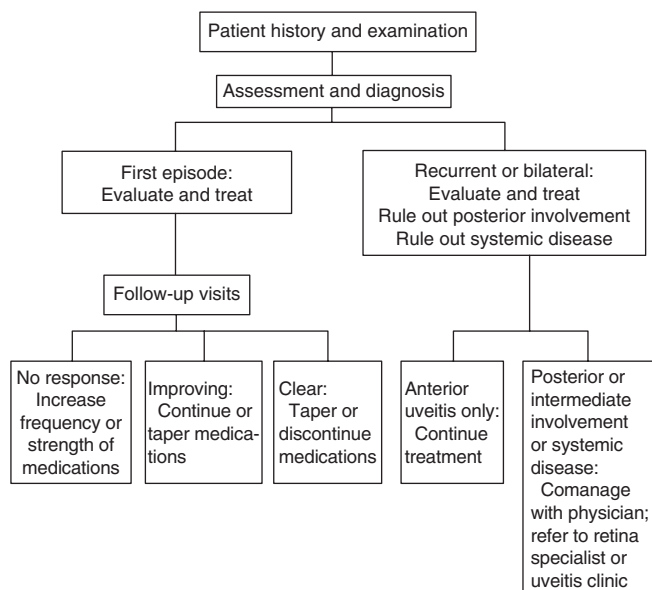 Patient history and examination
Assessment and diagnosis
First episode:
Evaluate and treat
Recurrent or bilateral:
Evaluate and treat
Rule out posterior involvement
Rule out systemic disease
Follow-up visits
No response:
Increase
frequency or
strength of
medications
Improving:
Continue or
taper medica-
tions
Clear:
Taper or
discontinue
medications
Anterior
uveitis only:
Continue
treatment
Posterior or
intermediate
involvement
or systemic
disease:
Comanage
with physician;
refer to retina
specialist or
uveitis clinic